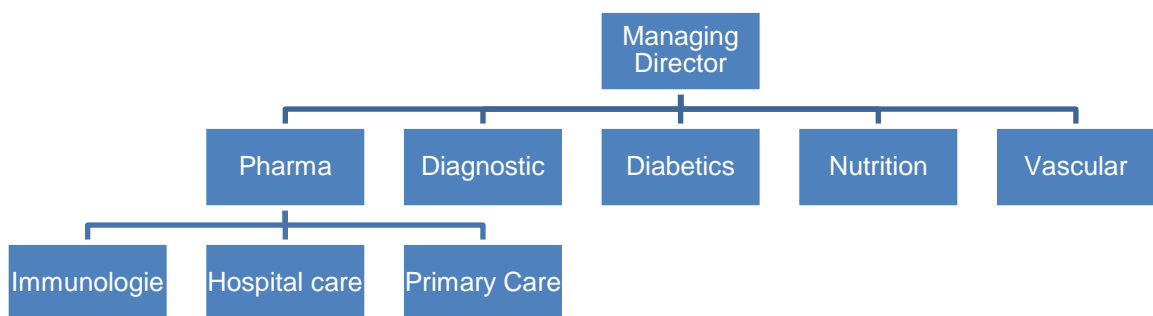 Managing
Director
Pharma
Diagnostic
Diabetics
Nutrition
Vascular
Immunologie
Hospital care
Primary Care